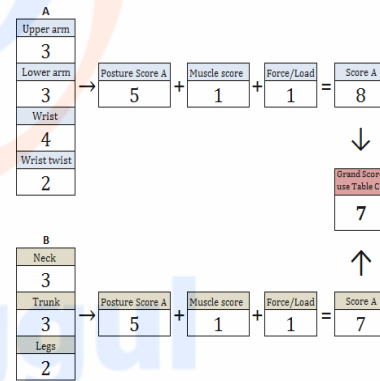 A
Upper arm
3
Lower arm
3
Wrist
4
Wrist twist
2
→ Posture Score A
5
+ Muscle score
1
+ Force/Load
1
= Score A
8
↓
Grand Score
use Table C
7
↑
B
Neck
3
Trunk
3
Legs
2
→ Posture Score A
5
+ Muscle score
1
+ Force/Load
1
= Score A
7
ggul